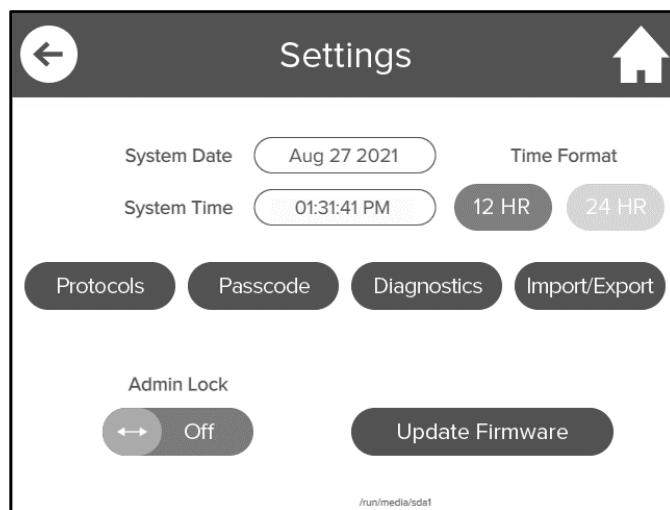 Settings
System Date Aug 27 2021 Time Format
System Time 01:31:41 PM 12 HR 24 HR
Protocols Passcode Diagnostics Import/Export
Admin Lock
Off Update Firmware
/run/media/sda1